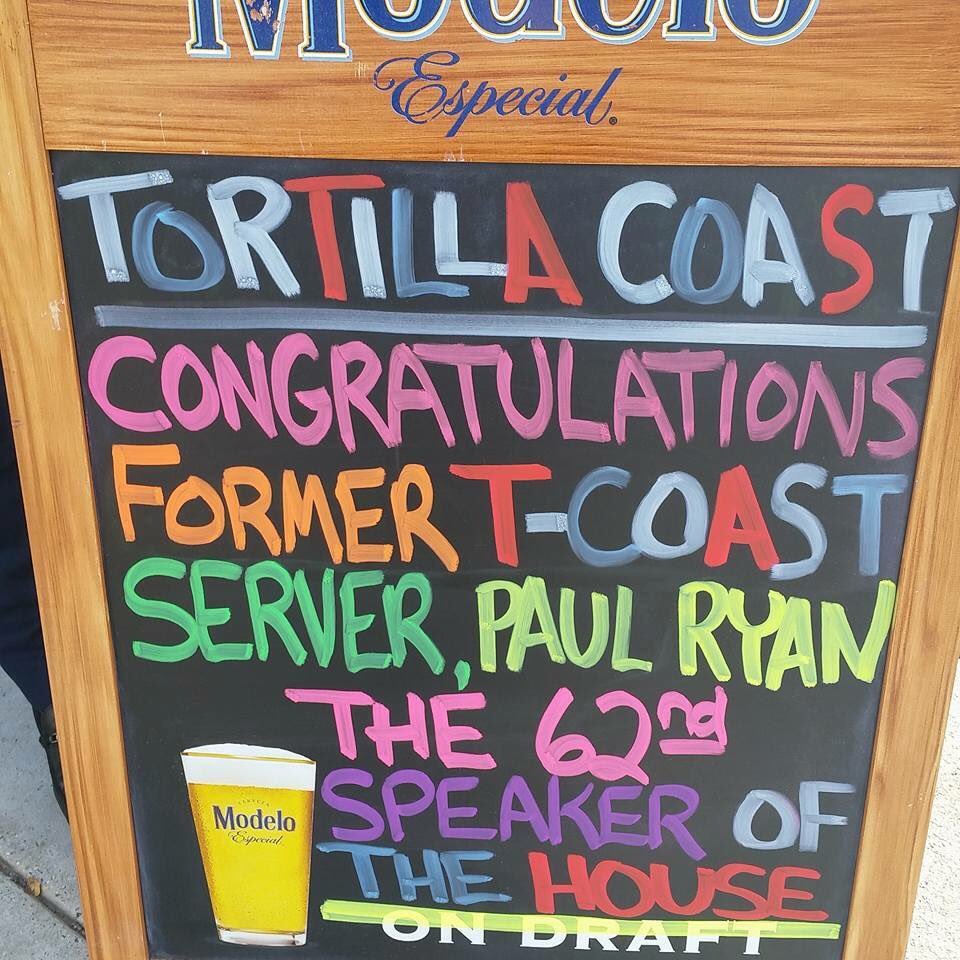 Modelo
Especial
TORTILLA COAST
CONGRATULATIONS
FORMER T-COAST
SERVER, PAUL RYAN
THE 62nd
SPEAKER OF
THE HOUSE
CERVEZA
Modelo
Especial
ON DRAFT